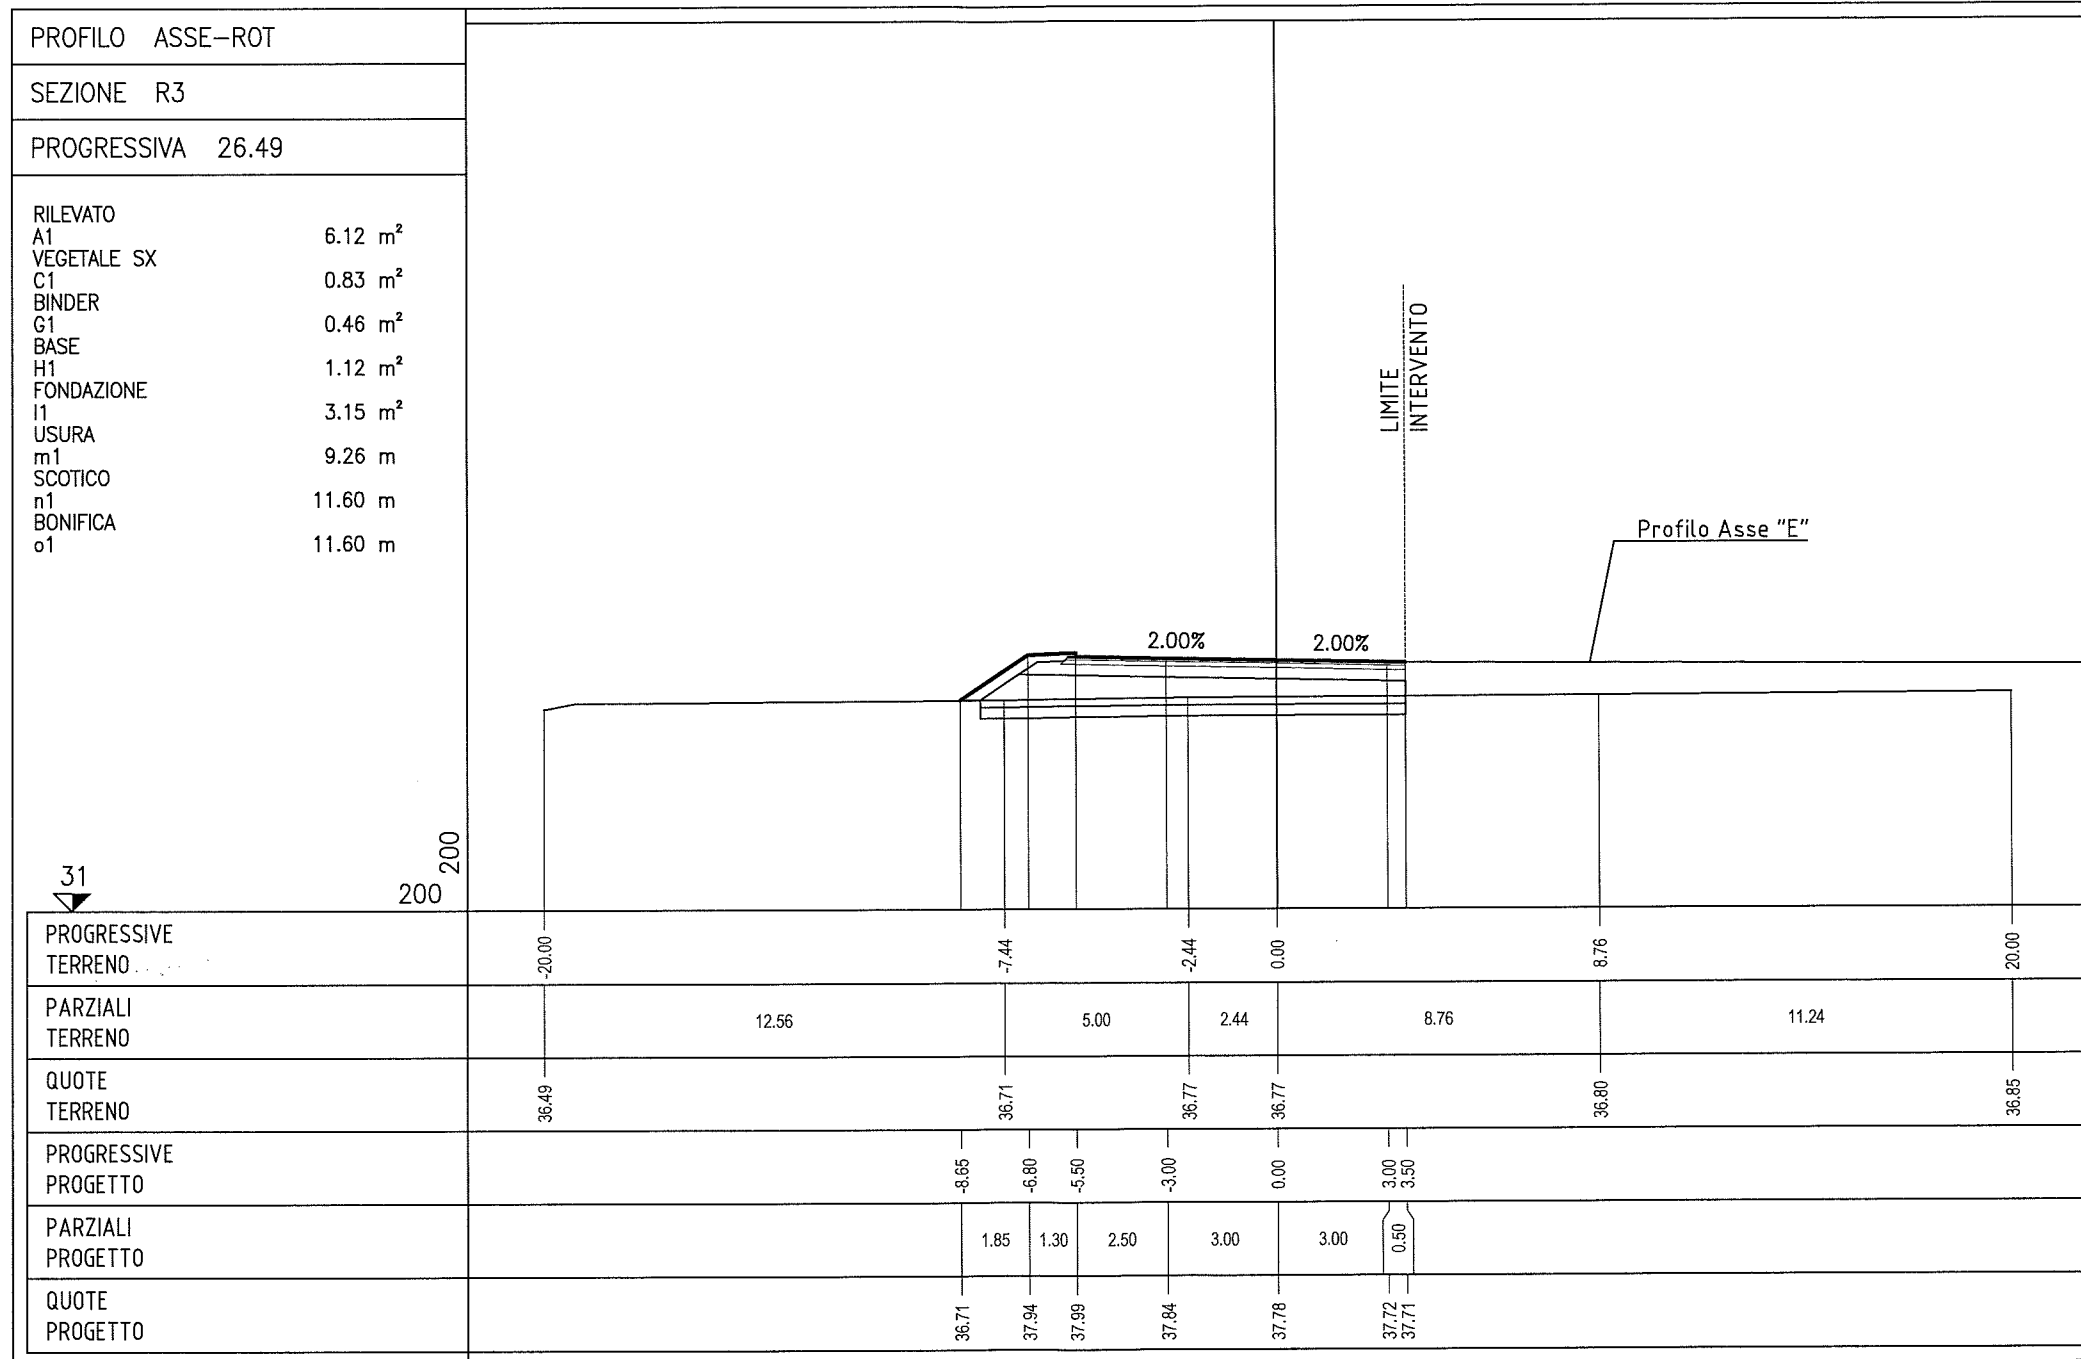 PROFILO ASSE-ROT
SEZIONE R3
PROGRESSIVA 26.49
RILEVATO
A1 6.12 m²
VEGETALE SX
C1 0.83 m²
BINDER
G1 0.46 m²
BASE
H1 1.12 m²
FONDAZIONE
I1 3.15 m²
USURA
m1 9.26 m
SCOTICO
n1 11.60 m
BONIFICA
o1 11.60 m
LIMITE
INTERVENTO
Profilo Asse "E"
2.00% 2.00%
31
200
200
PROGRESSIVE
TERRENO
-20.00 -7.44 -2.44 0.00 8.76 20.00
PARZIALI
TERRENO
12.56 5.00 2.44 8.76 11.24
QUOTE
TERRENO
36.49 36.71 36.77 36.77 36.80 36.85
PROGRESSIVE
PROGETTO
-8.65 -6.80 -5.50 -3.00 0.00 3.00 3.50
PARZIALI
PROGETTO
1.85 1.30 2.50 3.00 3.00 0.50
QUOTE
PROGETTO
36.71 37.94 37.99 37.84 37.78 37.72 37.71